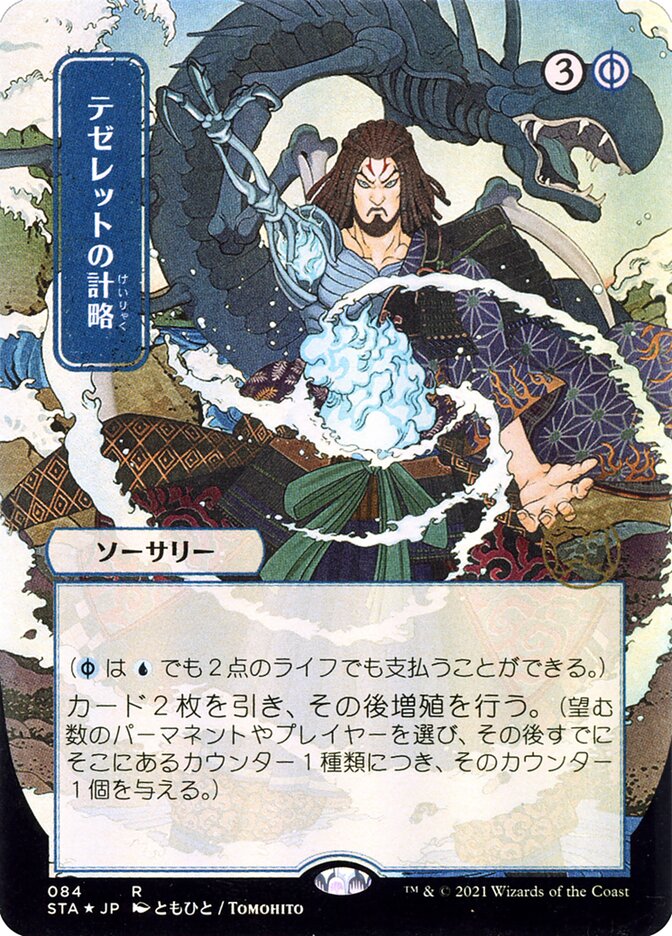 3
テゼレットの計略
けいりゃく
ソーサリー
(はでも2点のライフでも支払うことができる。)
カード2枚を引き、その後増殖を行う。(望む
数のパーマネントやプレイヤーを選び、その後すでに
そこにあるカウンター1種類につき、そのカウンター
1個を与える。)
084 R
STA★JP ともひと / TOMOHITO
™ & © 2021 Wizards of the Coast